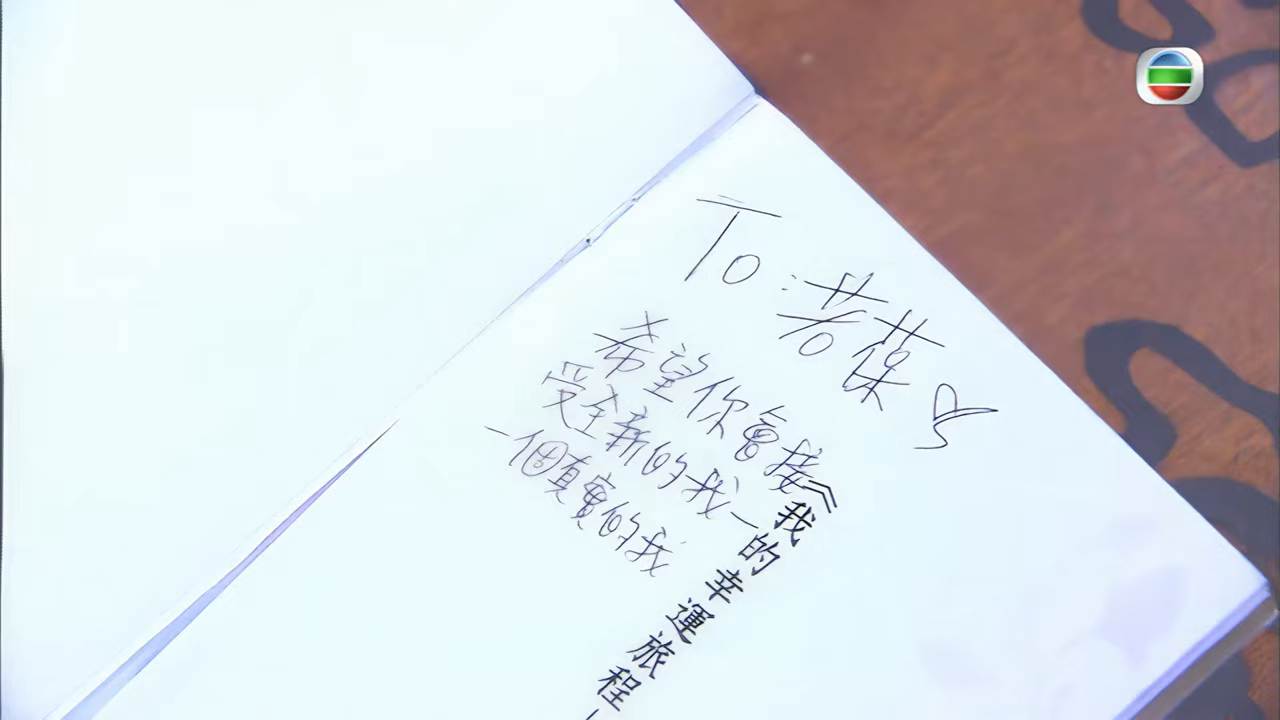 To:若葆
希望你會接
受全新的我—
一個真實的我
《我的幸運旅程